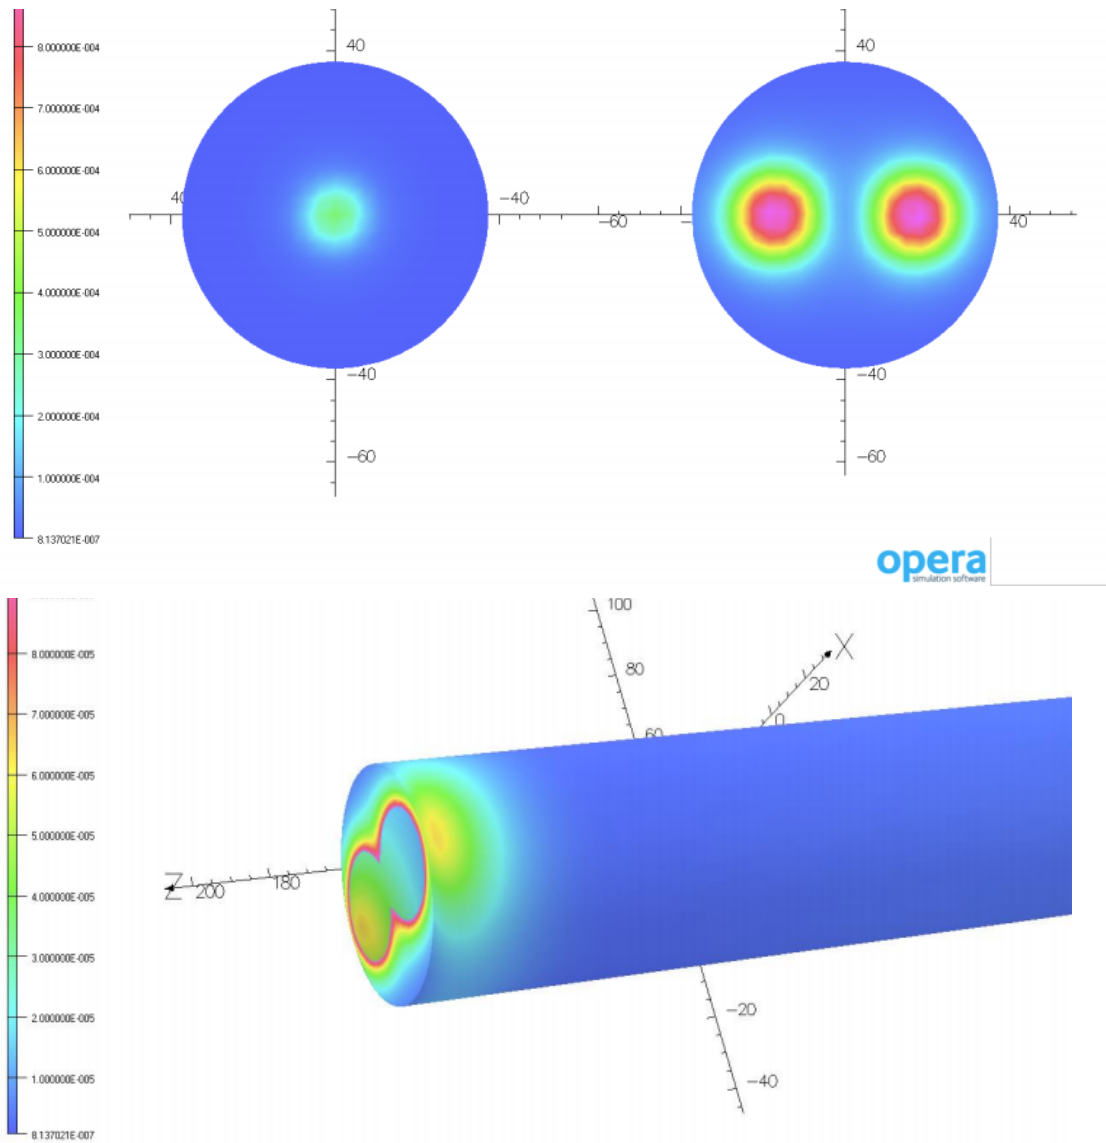 8.000000E-004
7.000000E-004
6.000000E-004
5.000000E-004
4.000000E-004
3.000000E-004
2.000000E-004
1.000000E-004
8.137021E-007
40
40
-40
-40
-60
40
-60
40
-40
-60
opera
simulation software
8.000000E-005
7.000000E-005
6.000000E-005
5.000000E-005
4.000000E-005
3.000000E-005
2.000000E-005
1.000000E-005
8.137021E-007
100
80
60
X
20
0
Z
200
180
-20
-40